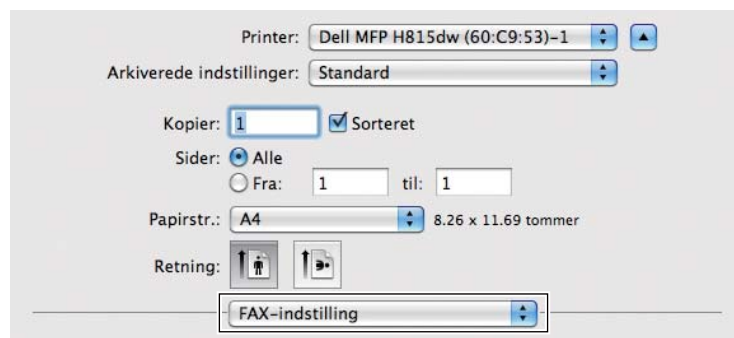 Printer: Dell MFP H815dw (60:C9:53)-1
Arkiverede indstillinger: Standard
Kopier: 1 Sorteret
Sider: Alle
Fra: 1 til: 1
Papirstr.: A4 8.26 x 11.69 tommer
Retning:
FAX-indstilling